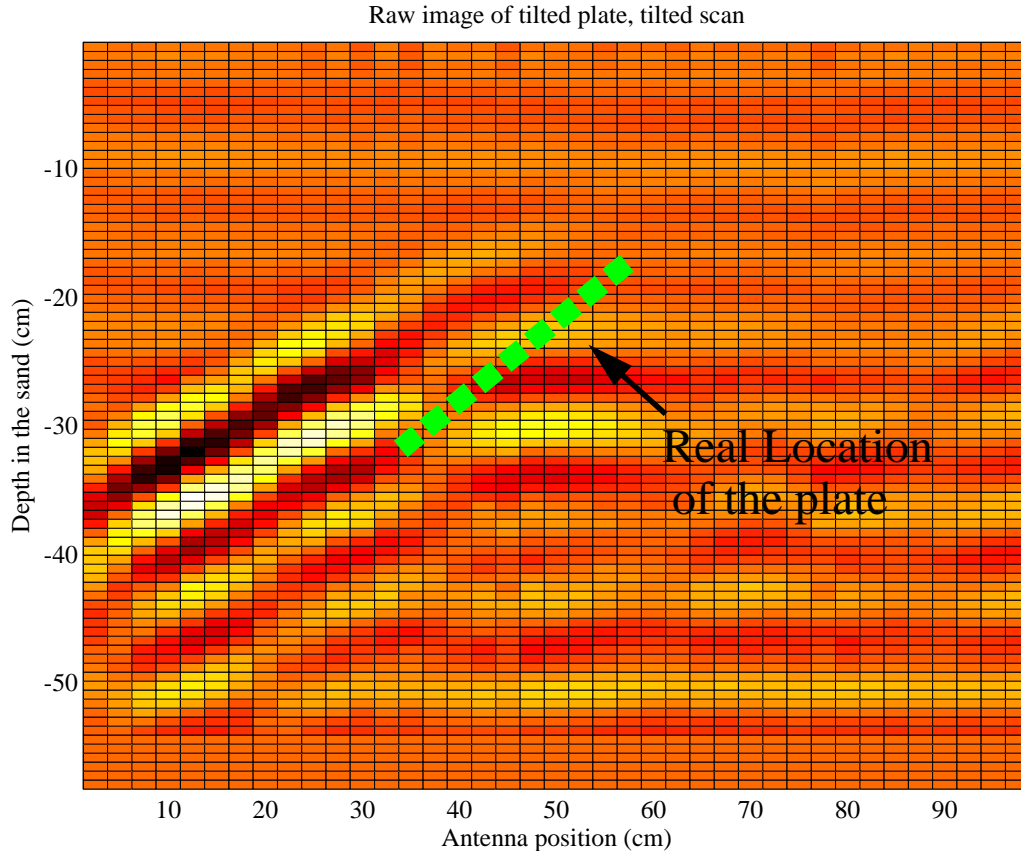 Raw image of tilted plate, tilted scan
Depth in the sand (cm)
-10
-20
-30
-40
-50
Real Location
of the plate
10 20 30 40 50 60 70 80 90
Antenna position (cm)